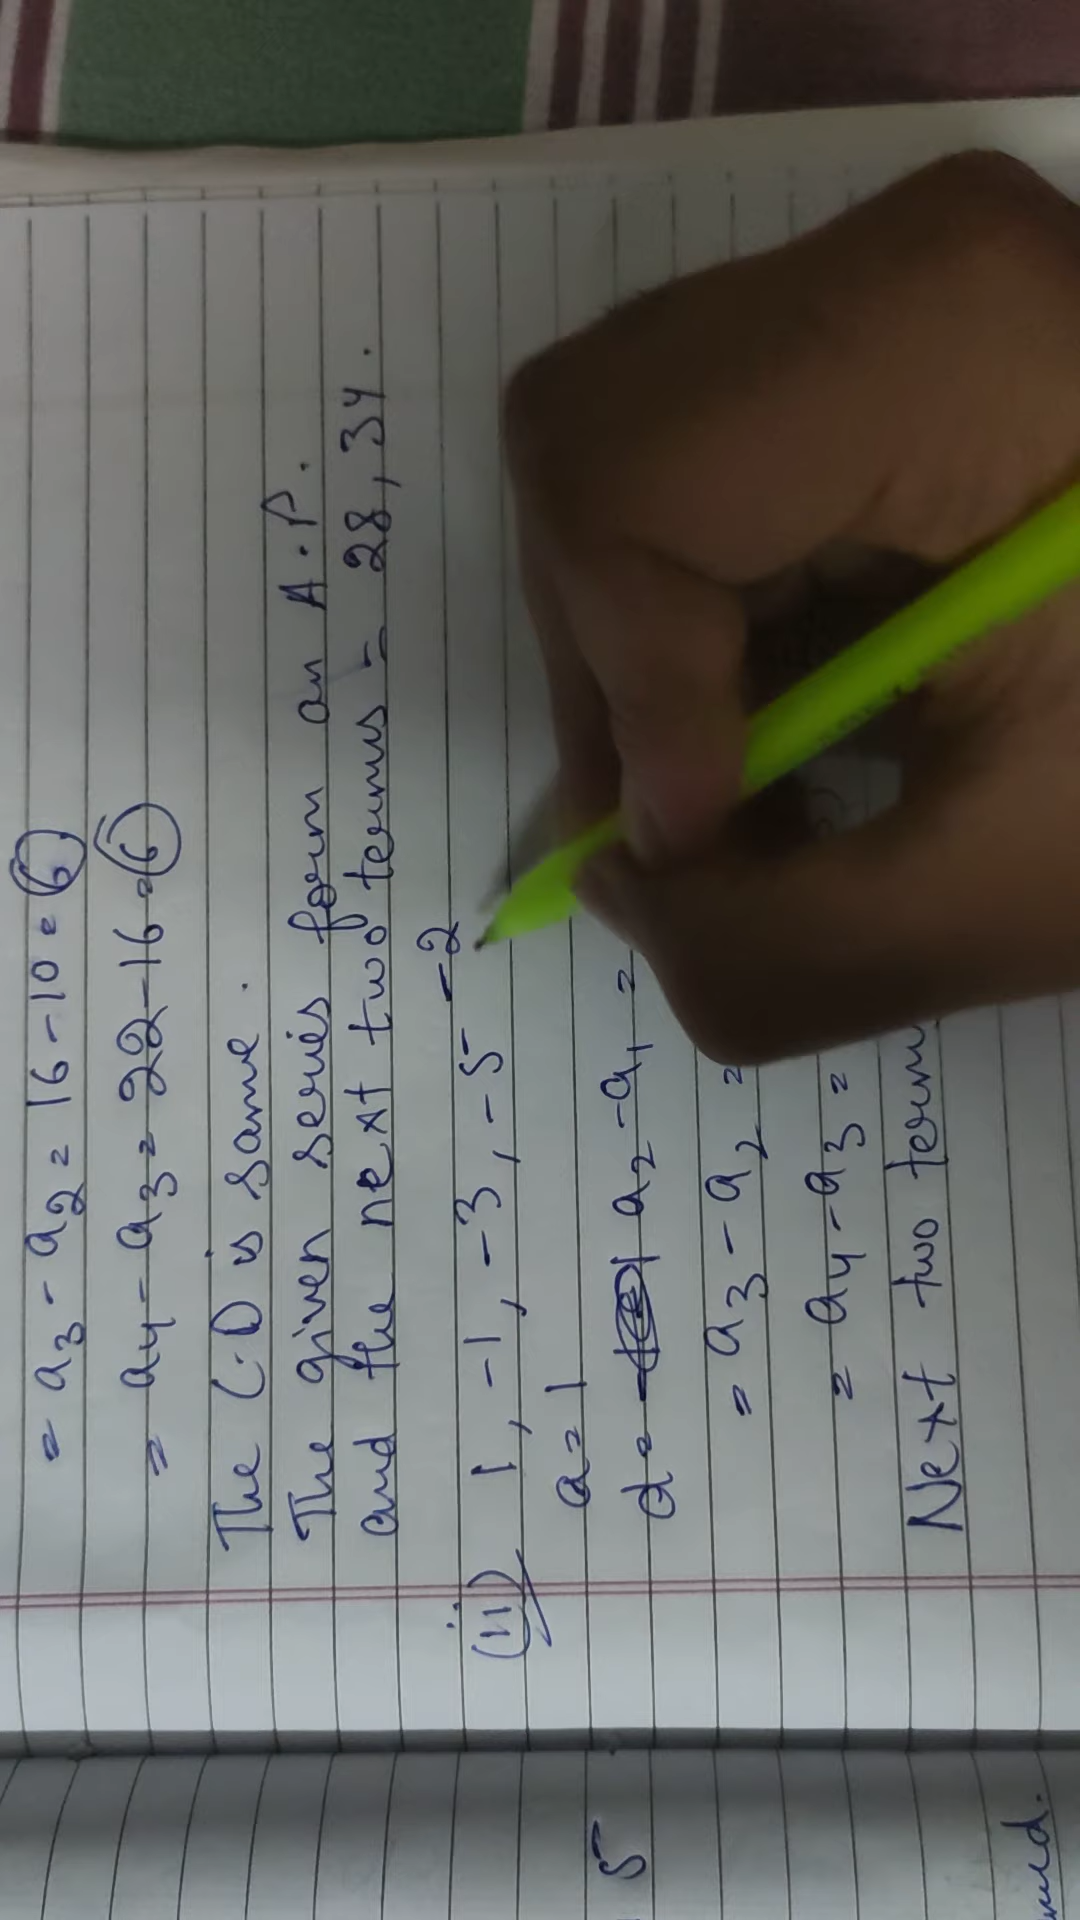 = a3 - a2 = 16 - 10 = 6
= a4 - a3 = 22 - 16 = 6
The C.D is same.
The given series form an A.P.
and the next two terms = 28, 34.
(ii) 1, -1, -3, -5 -2
a = 1
d = a2 - a1 =
= a3 - a2 =
= a4 - a3 =
Next two term
5